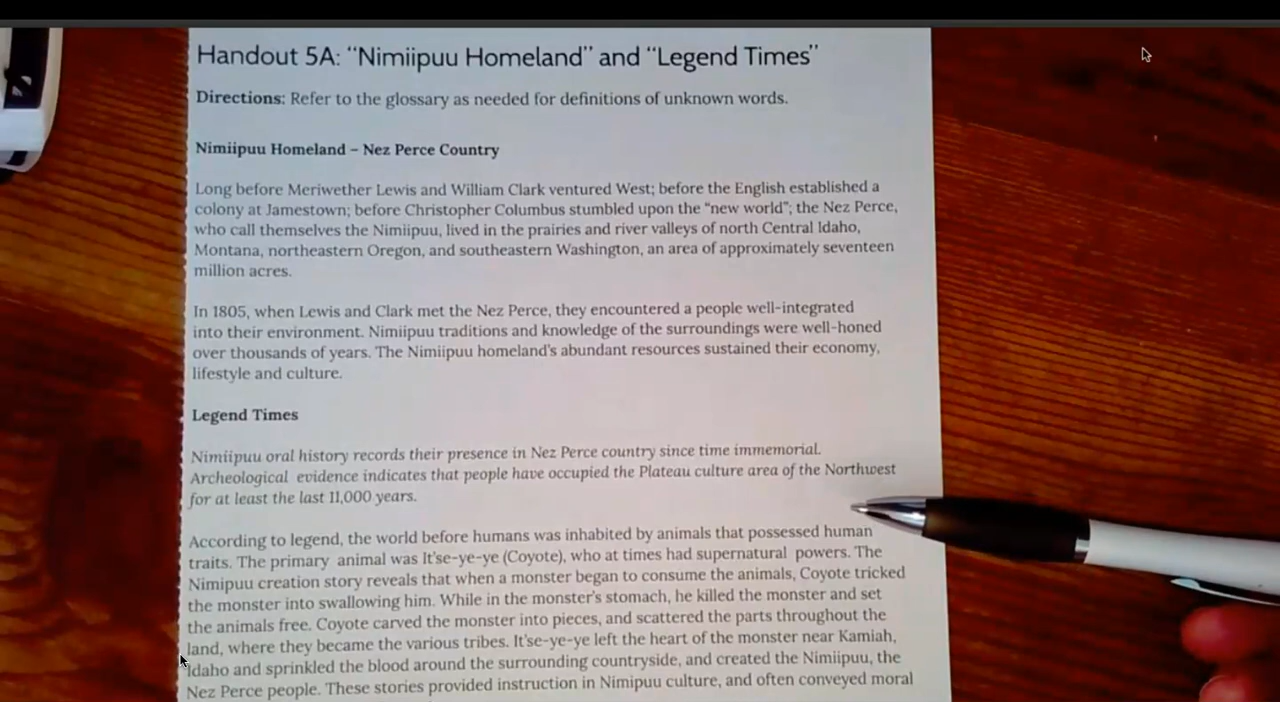 Handout 5A: “Nimiipuu Homeland” and “Legend Times”
Directions: Refer to the glossary as needed for definitions of unknown words.
Nimiipuu Homeland – Nez Perce Country
Long before Meriwether Lewis and William Clark ventured West; before the English established a
colony at Jamestown; before Christopher Columbus stumbled upon the “new world”; the Nez Perce,
who call themselves the Nimiipuu, lived in the prairies and river valleys of north Central Idaho,
Montana, northeastern Oregon, and southeastern Washington, an area of approximately seventeen
million acres.
In 1805, when Lewis and Clark met the Nez Perce, they encountered a people well-integrated
into their environment. Nimiipuu traditions and knowledge of the surroundings were well-honed
over thousands of years. The Nimiipuu homeland's abundant resources sustained their economy,
lifestyle and culture.
Legend Times
Nimiipuu oral history records their presence in Nez Perce country since time immemorial.
Archeological evidence indicates that people have occupied the Plateau culture area of the Northwest
for at least the last 11,000 years.
According to legend, the world before humans was inhabited by animals that possessed human
traits. The primary animal was It'se-ye-ye (Coyote), who at times had supernatural powers. The
Nimipuu creation story reveals that when a monster began to consume the animals, Coyote tricked
the monster into swallowing him. While in the monster's stomach, he killed the monster and set
the animals free. Coyote carved the monster into pieces, and scattered the parts throughout the
land, where they became the various tribes. It'se-ye-ye left the heart of the monster near Kamiah,
Idaho and sprinkled the blood around the surrounding countryside, and created the Nimiipuu, the
Nez Perce people. These stories provided instruction in Nimipuu culture, and often conveyed moral